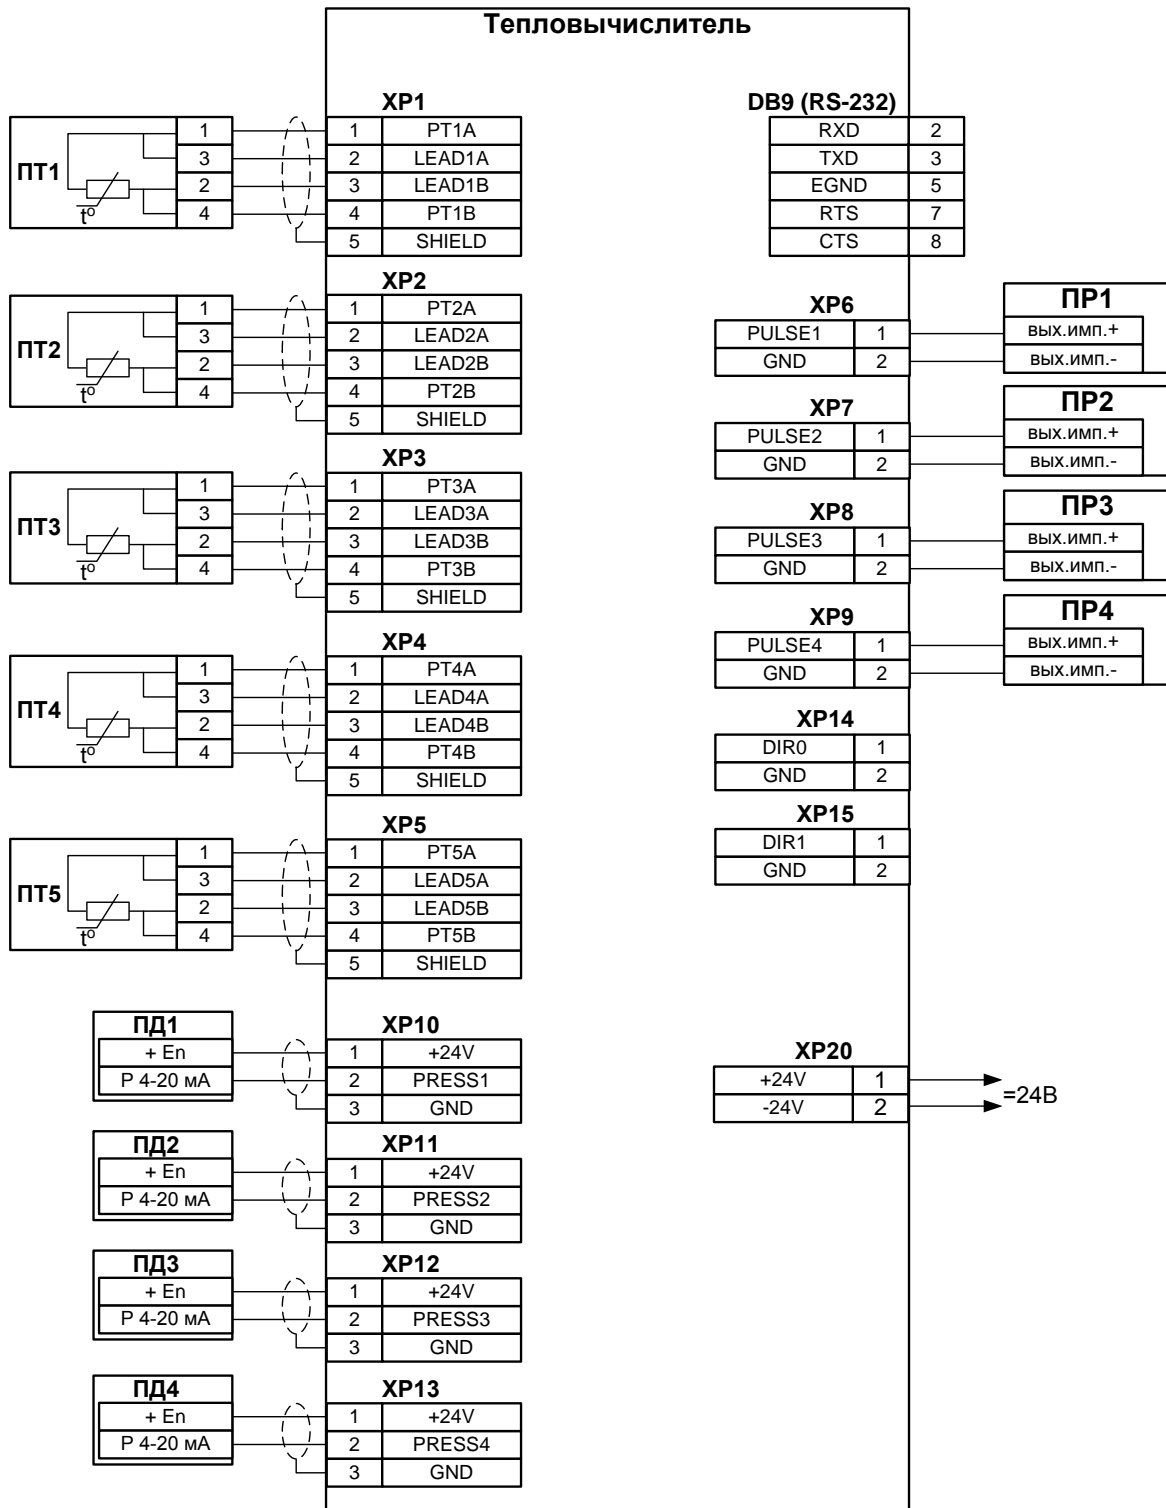 Тепловычислитель
XP1
ПТ1
1
3
2
4
t°
1 PT1A
2 LEAD1A
3 LEAD1B
4 PT1B
5 SHIELD
XP2
ПТ2
1
3
2
4
t°
1 PT2A
2 LEAD2A
3 LEAD2B
4 PT2B
5 SHIELD
XP3
ПТ3
1
3
2
4
t°
1 PT3A
2 LEAD3A
3 LEAD3B
4 PT3B
5 SHIELD
XP4
ПТ4
1
3
2
4
t°
1 PT4A
2 LEAD4A
3 LEAD4B
4 PT4B
5 SHIELD
XP5
ПТ5
1
3
2
4
t°
1 PT5A
2 LEAD5A
3 LEAD5B
4 PT5B
5 SHIELD
ПД1
+ En
P 4-20 мА
XP10
1 +24V
2 PRESS1
3 GND
ПД2
+ En
P 4-20 мА
XP11
1 +24V
2 PRESS2
3 GND
ПД3
+ En
P 4-20 мА
XP12
1 +24V
2 PRESS3
3 GND
ПД4
+ En
P 4-20 мА
XP13
1 +24V
2 PRESS4
3 GND
DB9 (RS-232)
RXD 2
TXD 3
EGND 5
RTS 7
CTS 8
XP6
PULSE1 1
GND 2
ПР1
вых.имп.+
вых.имп.-
XP7
PULSE2 1
GND 2
ПР2
вых.имп.+
вых.имп.-
XP8
PULSE3 1
GND 2
ПР3
вых.имп.+
вых.имп.-
XP9
PULSE4 1
GND 2
ПР4
вых.имп.+
вых.имп.-
XP14
DIR0 1
GND 2
XP15
DIR1 1
GND 2
XP20
+24V 1
-24V 2
=24В